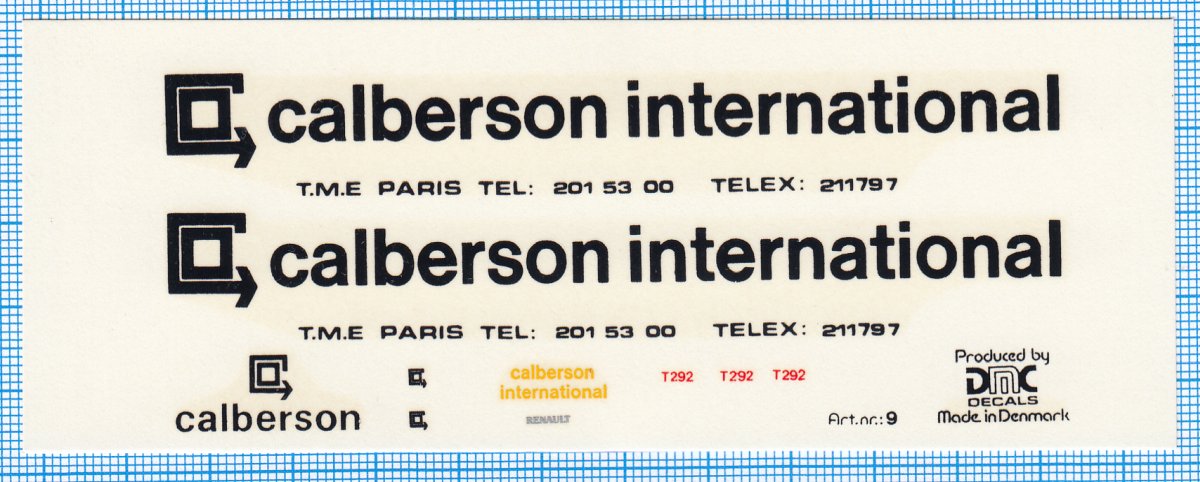 calberson international
T.M.E PARIS TEL: 201 53 00 TELEX: 211797
calberson international
T.M.E PARIS TEL: 201 53 00 TELEX: 211797
calberson
calberson
international
RENAULT
T292 T292 T292
Art.nr.: 9
Produced by
DMC
DECALS
Made in Denmark